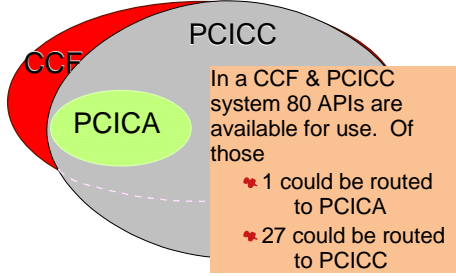 PCICC
CCF
PCICA
In a CCF & PCICC
system 80 APIs are
available for use. Of
those
1 could be routed
to PCICA
27 could be routed
to PCICC